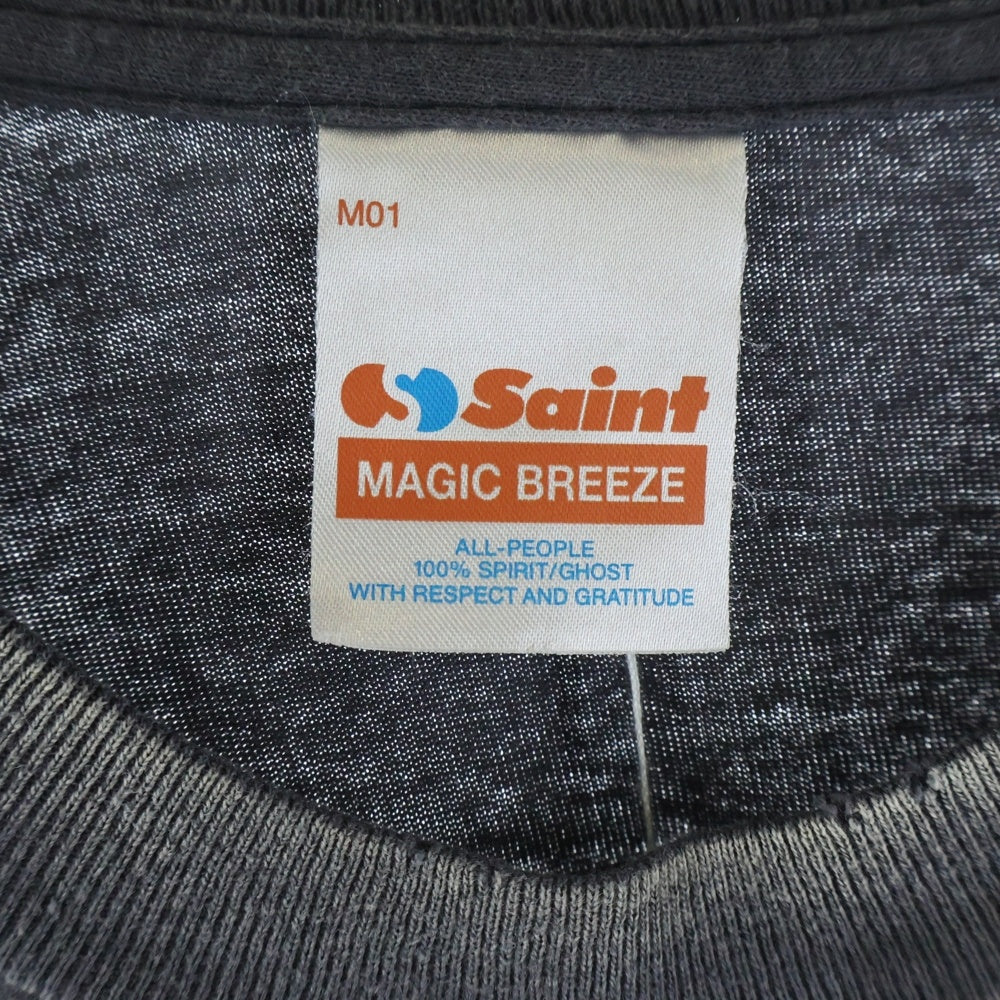 M01
Saint
MAGIC BREEZE
ALL-PEOPLE
100% SPIRIT/GHOST
WITH RESPECT AND GRATITUDE